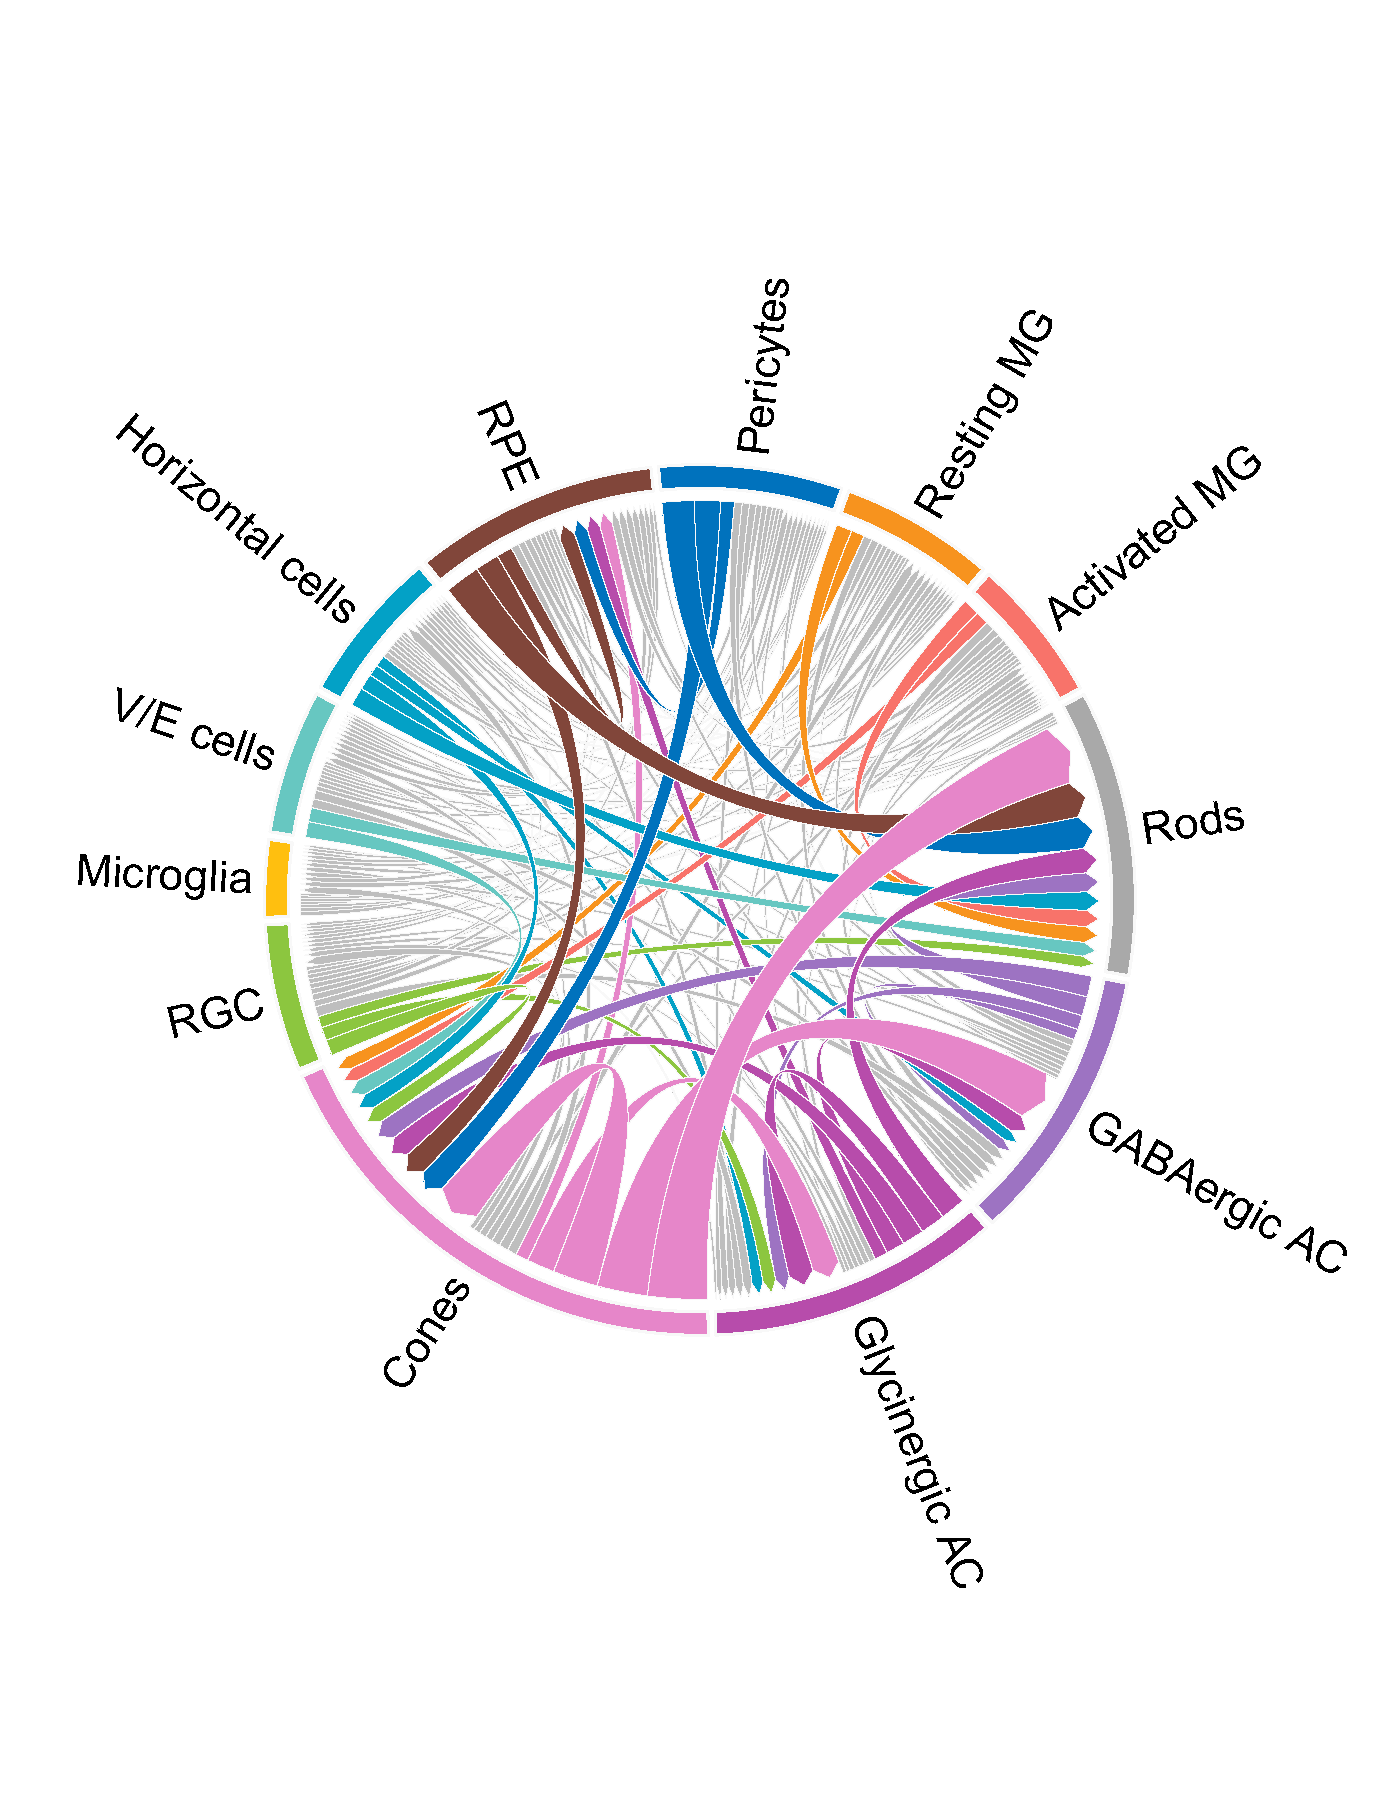 Pericytes
Resting MG
Activated MG
Rods
GABAergic AC
Glycinergic AC
Cones
RGC
Microglia
V/E cells
Horizontal cells
RPE